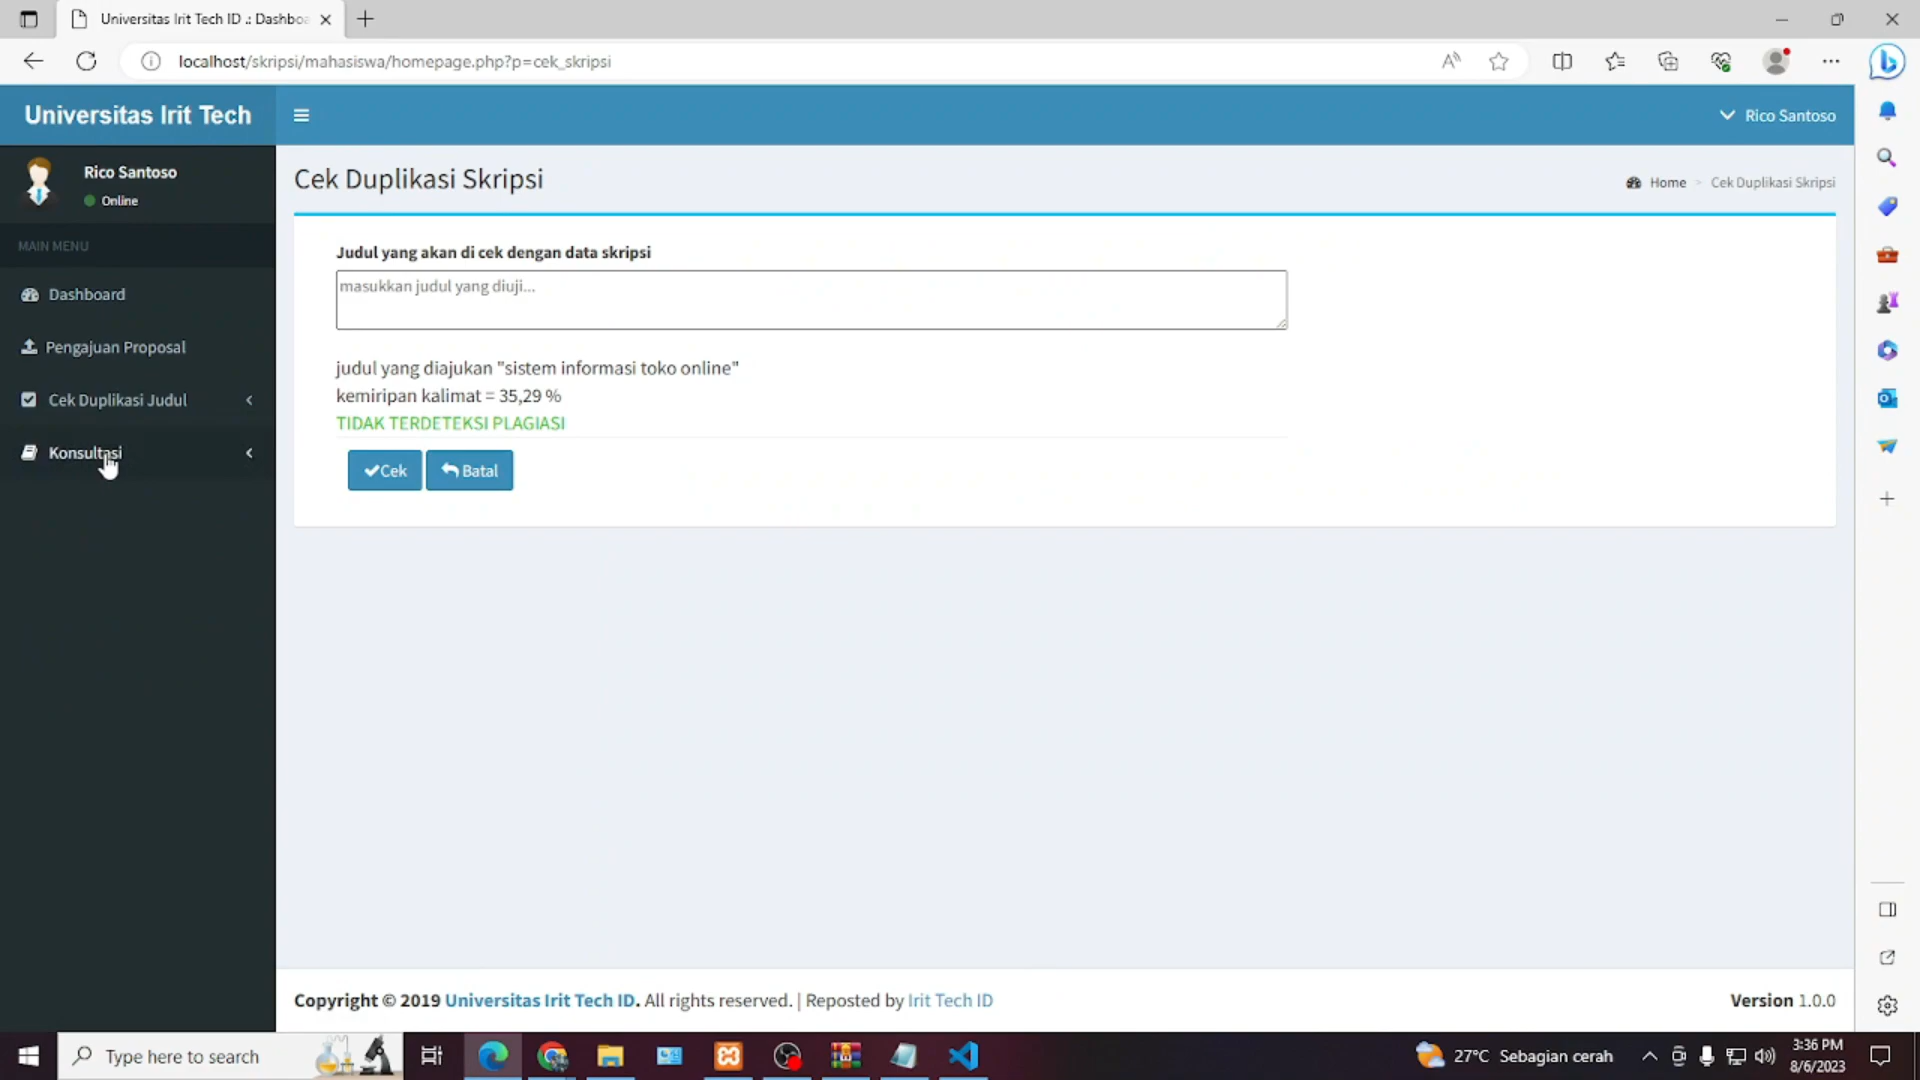 Universitas Irit Tech ID .: Dashboa
localhost/skripsi/mahasiswa/homepage.php?p=cek_skripsi
Universitas Irit Tech
Rico Santoso
Rico Santoso
Online
Cek Duplikasi Skripsi
Home > Cek Duplikasi Skripsi
MAIN MENU
Dashboard
Pengajuan Proposal
Cek Duplikasi Judul
Konsultasi
Judul yang akan di cek dengan data skripsi
masukkan judul yang diuji...
judul yang diajukan "sistem informasi toko online"
kemiripan kalimat = 35,29 %
TIDAK TERDETEKSI PLAGIASI
Cek Batal
Copyright © 2019 Universitas Irit Tech ID. All rights reserved. | Reposted by Irit Tech ID
Version 1.0.0
Type here to search
27°C Sebagian cerah
3:36 PM
8/6/2023